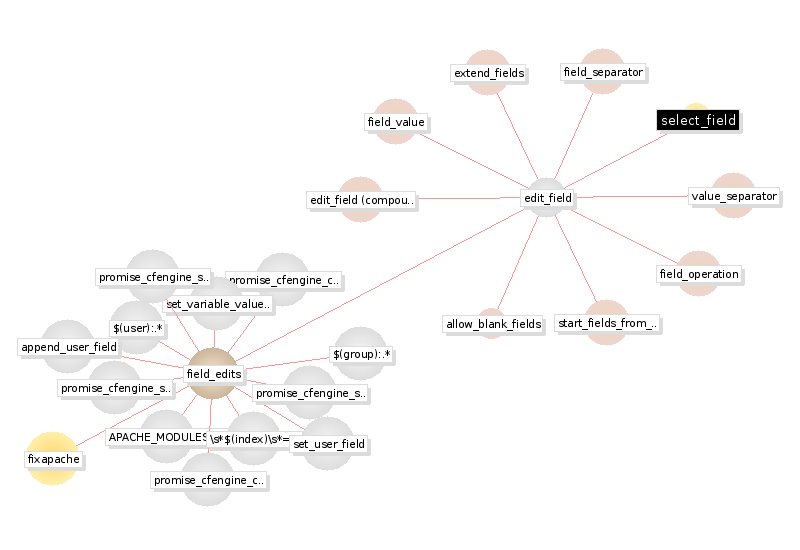 extend_fields
field_separator
field_value
select_field
edit_field (compou..
edit_field
value_separator
field_operation
promise_cfengine_s..
promise_cfengine_c..
set_variable_value..
$(user):.*
allow_blank_fields
start_fields_from_..
append_user_field
$(group):.*
field_edits
promise_cfengine_s..
promise_cfengine_s..
APACHE_MODULES
\s*$(index)\s*=
set_user_field
fixapache
promise_cfengine_c..